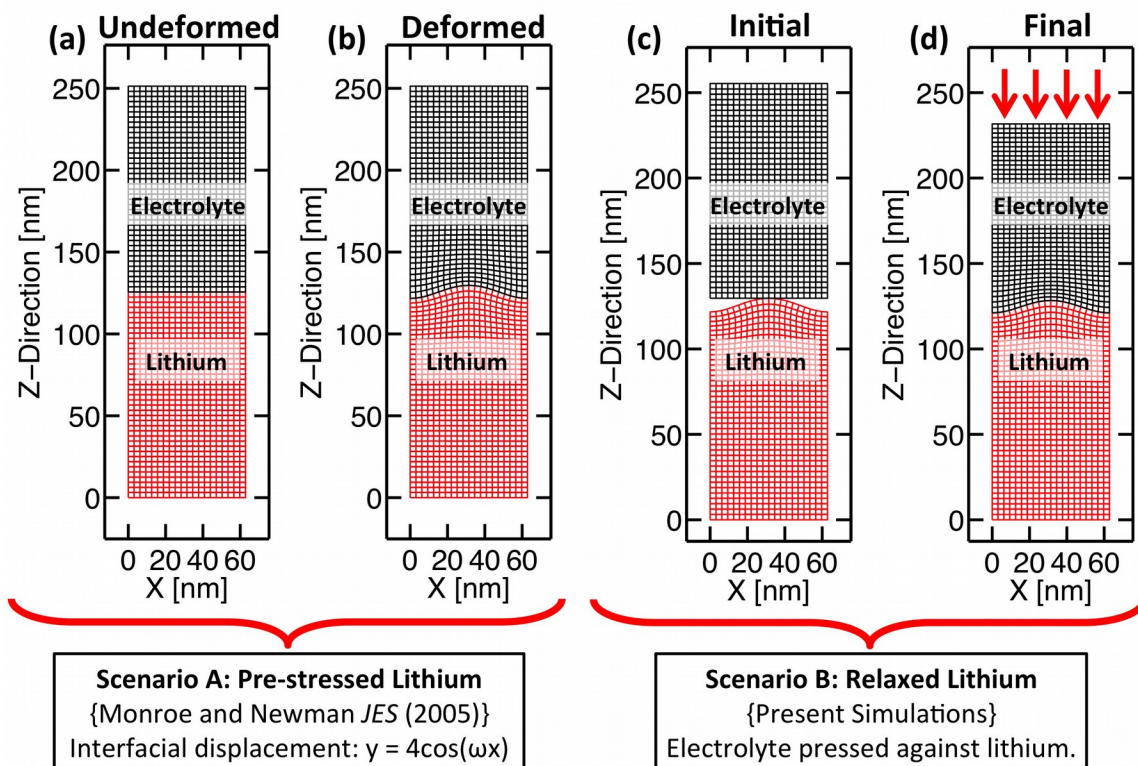 (a) Undeformed
(b) Deformed
(c) Initial
(d) Final
Z–Direction [nm]
250
200
150
100
50
0
Electrolyte
Lithium
0 20 40 60
X [nm]
Z–Direction [nm]
250
200
150
100
50
0
Electrolyte
Lithium
0 20 40 60
X [nm]
Z–Direction [nm]
250
200
150
100
50
0
Electrolyte
Lithium
0 20 40 60
X [nm]
Z–Direction [nm]
250
200
150
100
50
0
Electrolyte
Lithium
0 20 40 60
X [nm]
Scenario A: Pre-stressed Lithium
{Monroe and Newman JES (2005)}
Interfacial displacement: y = 4cos(ωx)
Scenario B: Relaxed Lithium
{Present Simulations}
Electrolyte pressed against lithium.